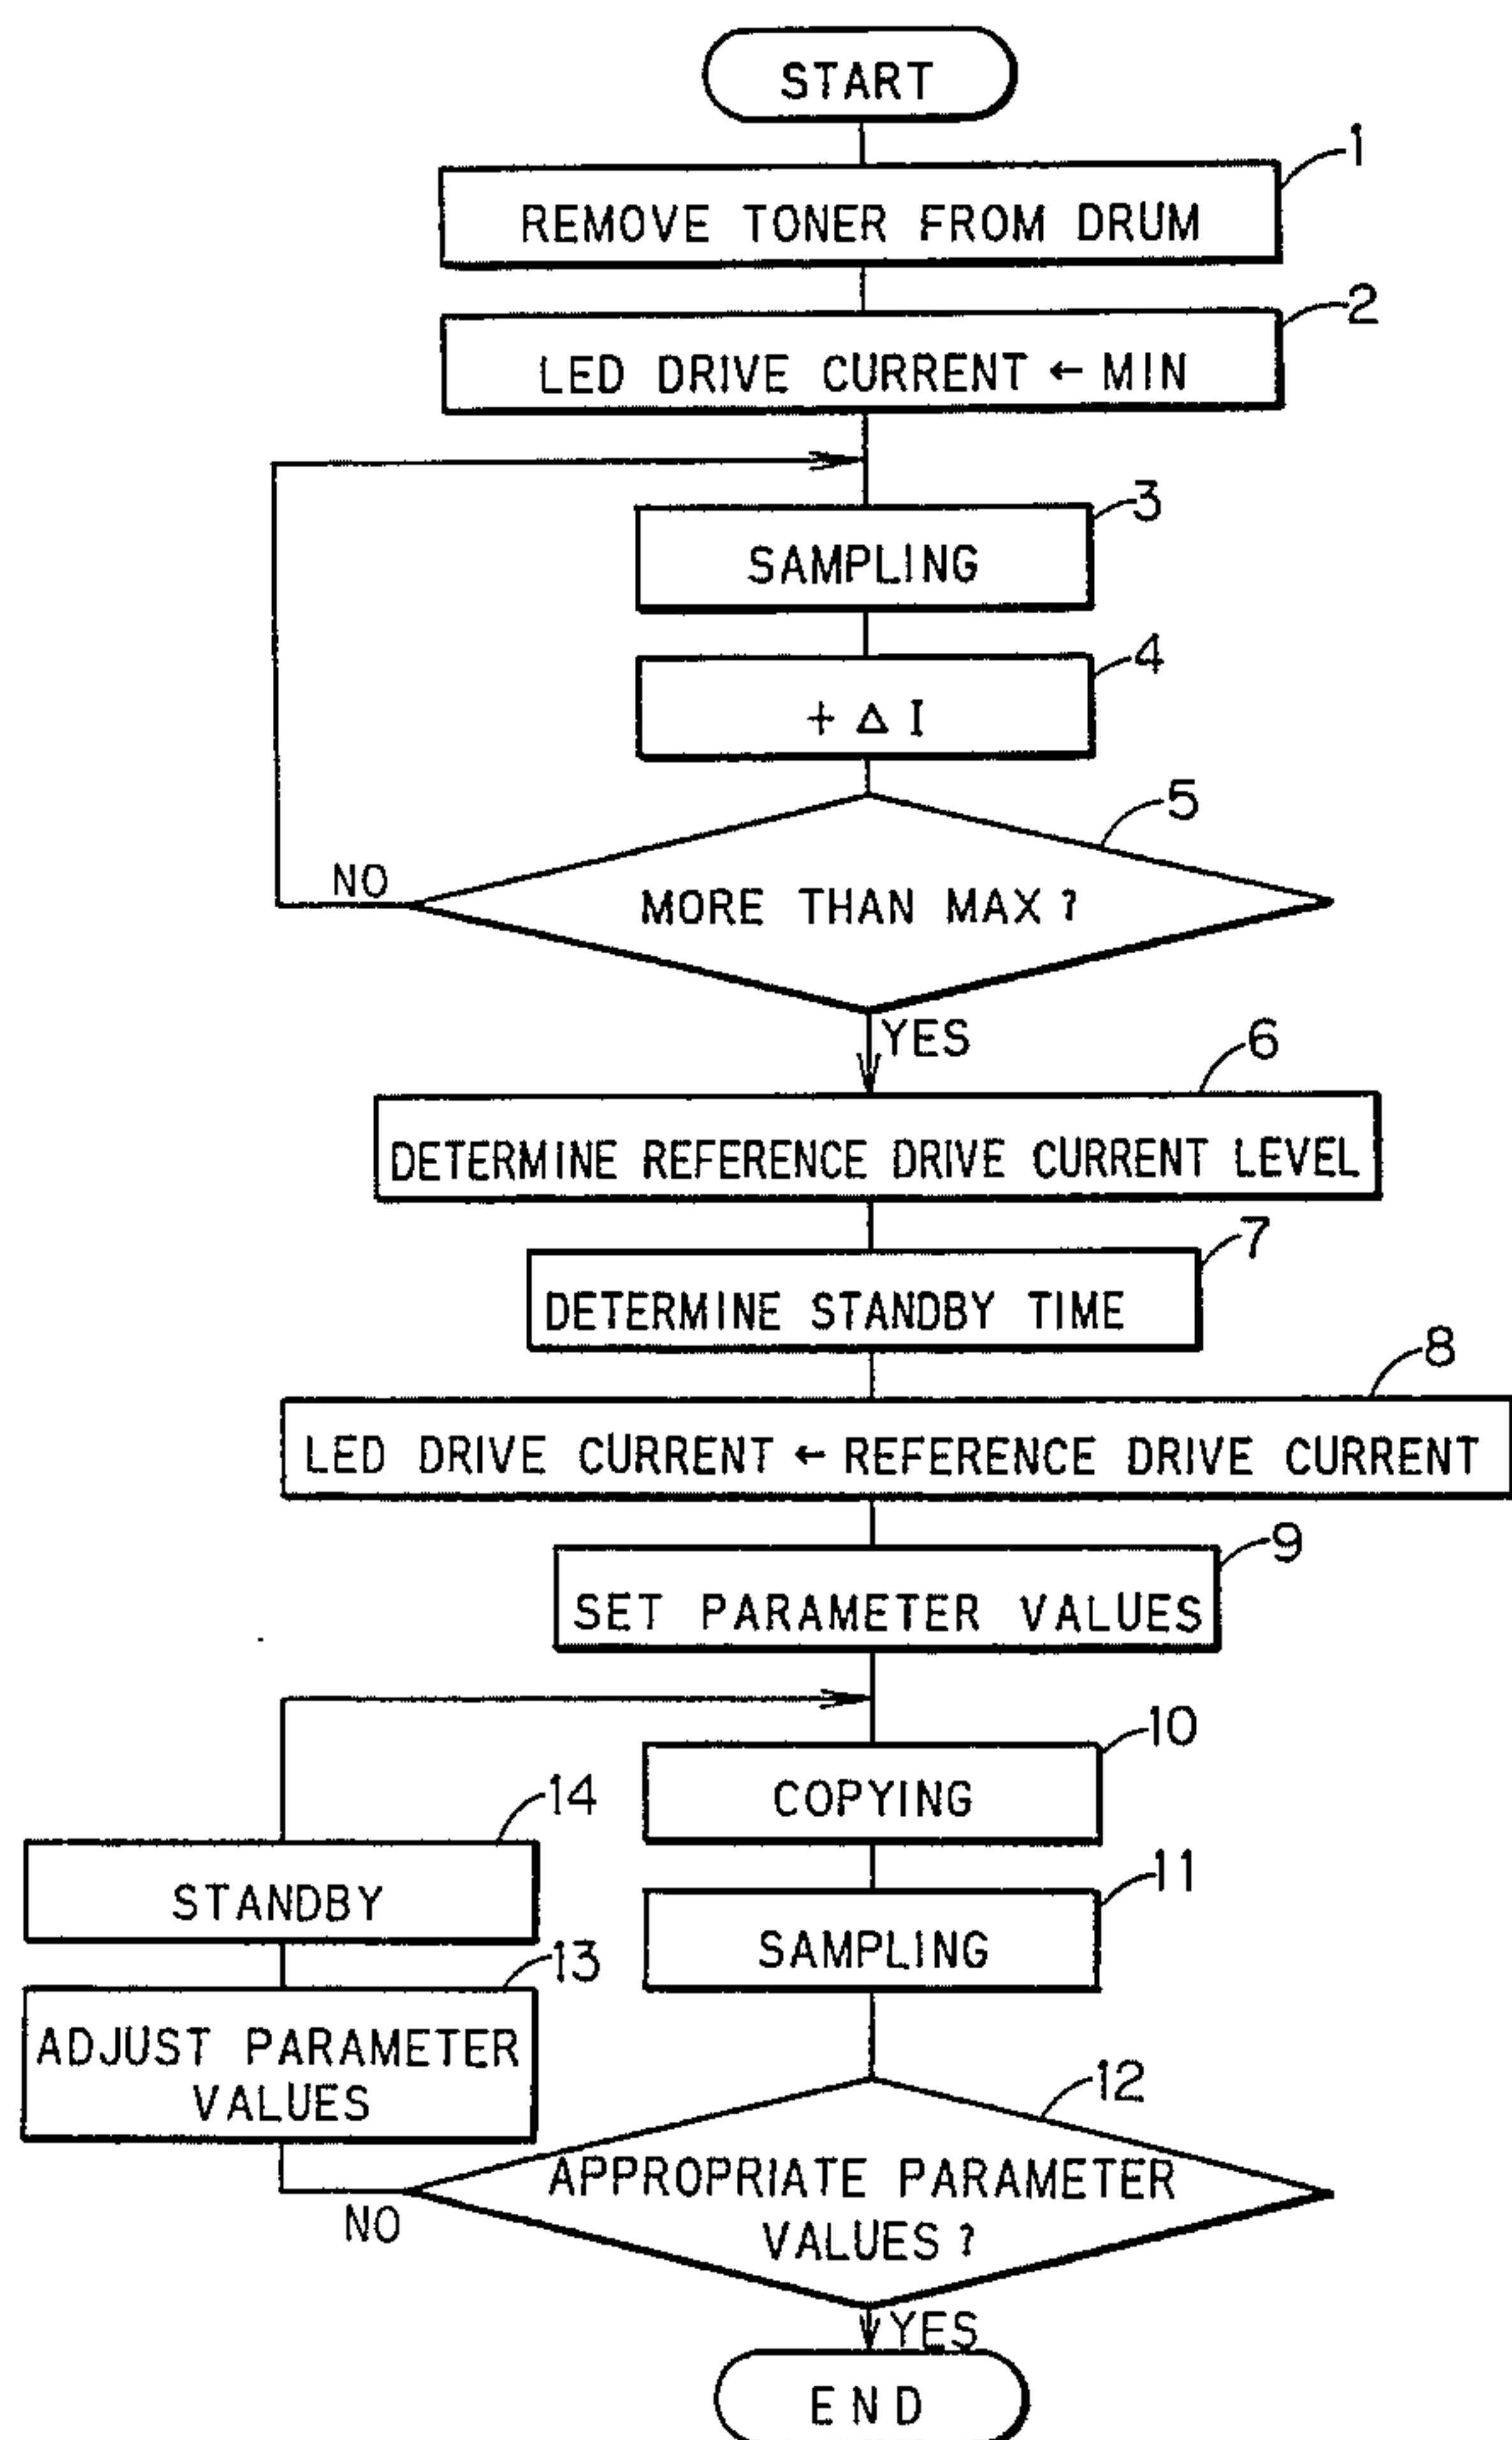 START
1
REMOVE TONER FROM DRUM
2
LED DRIVE CURRENT ← MIN
3
SAMPLING
4
+ Δ I
5
MORE THAN MAX ?
NO
YES
6
DETERMINE REFERENCE DRIVE CURRENT LEVEL
7
DETERMINE STANDBY TIME
8
LED DRIVE CURRENT ← REFERENCE DRIVE CURRENT
9
SET PARAMETER VALUES
10
COPYING
14
STANDBY
11
SAMPLING
13
ADJUST PARAMETER
VALUES
12
APPROPRIATE PARAMETER
VALUES ?
NO
YES
END